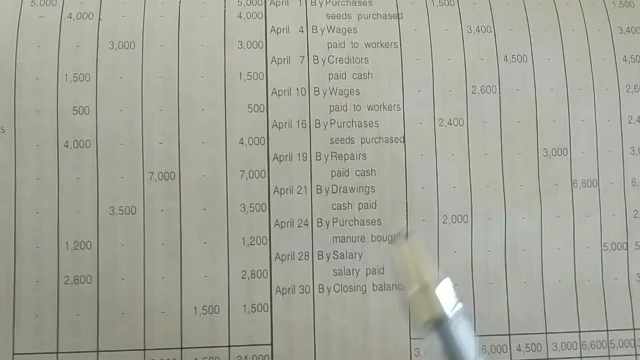 5,000 - - - - 5,000 April 1 By Purchases - 1,500 - - - - - 1,500
- 4,000 - - - 4,000 seeds purchased
April 4 By Wages - - 3,400 - - - - 3,400
- - 3,000 - - 3,000 paid to workers
April 7 By Creditors - - - 4,500 - - -
- 1,500 - - - 1,500 paid cash
April 10 By Wages - - 2,600 - - - -
- 500 - - - 500 paid to workers
April 16 By Purchases - 2,400 - - - - -
- 4,000 - - - 4,000 seeds purchased
April 19 By Repairs - - - - 3,000 - -
- - - 7,000 - 7,000 paid cash
April 21 By Drawings - - - - - 6,600 -
- - 3,500 - - 3,500 cash paid
April 24 By Purchases - 2,000 - - - - -
- 1,200 - - - 1,200 manure
April 28 By Salary - - - - 5,000
- 2,800 - - - 2,800 salary paid
April 30 By Closing
- - - - 1,500 1,500
6,000 4,500 3,000 6,600 5,000
24,000